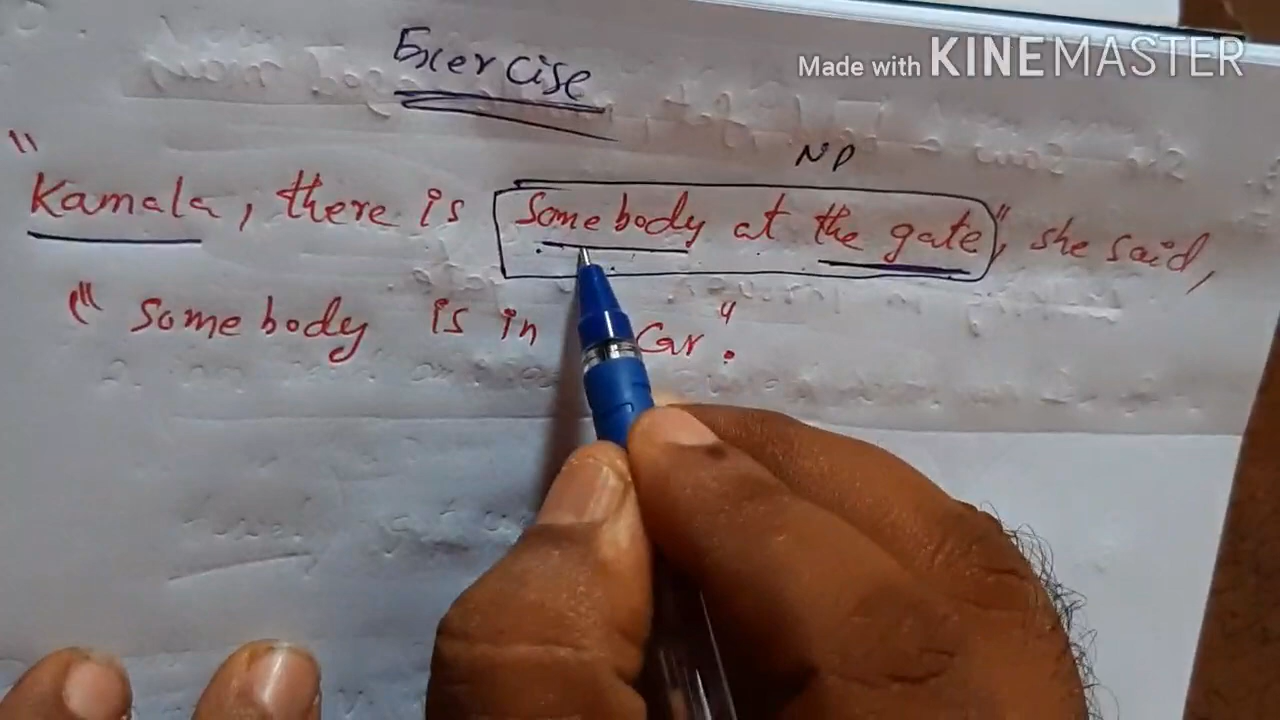 Made with KINEMASTER
Exercise
NP
"Kamala, there is somebody at the gate", she said,
"Somebody is in car."